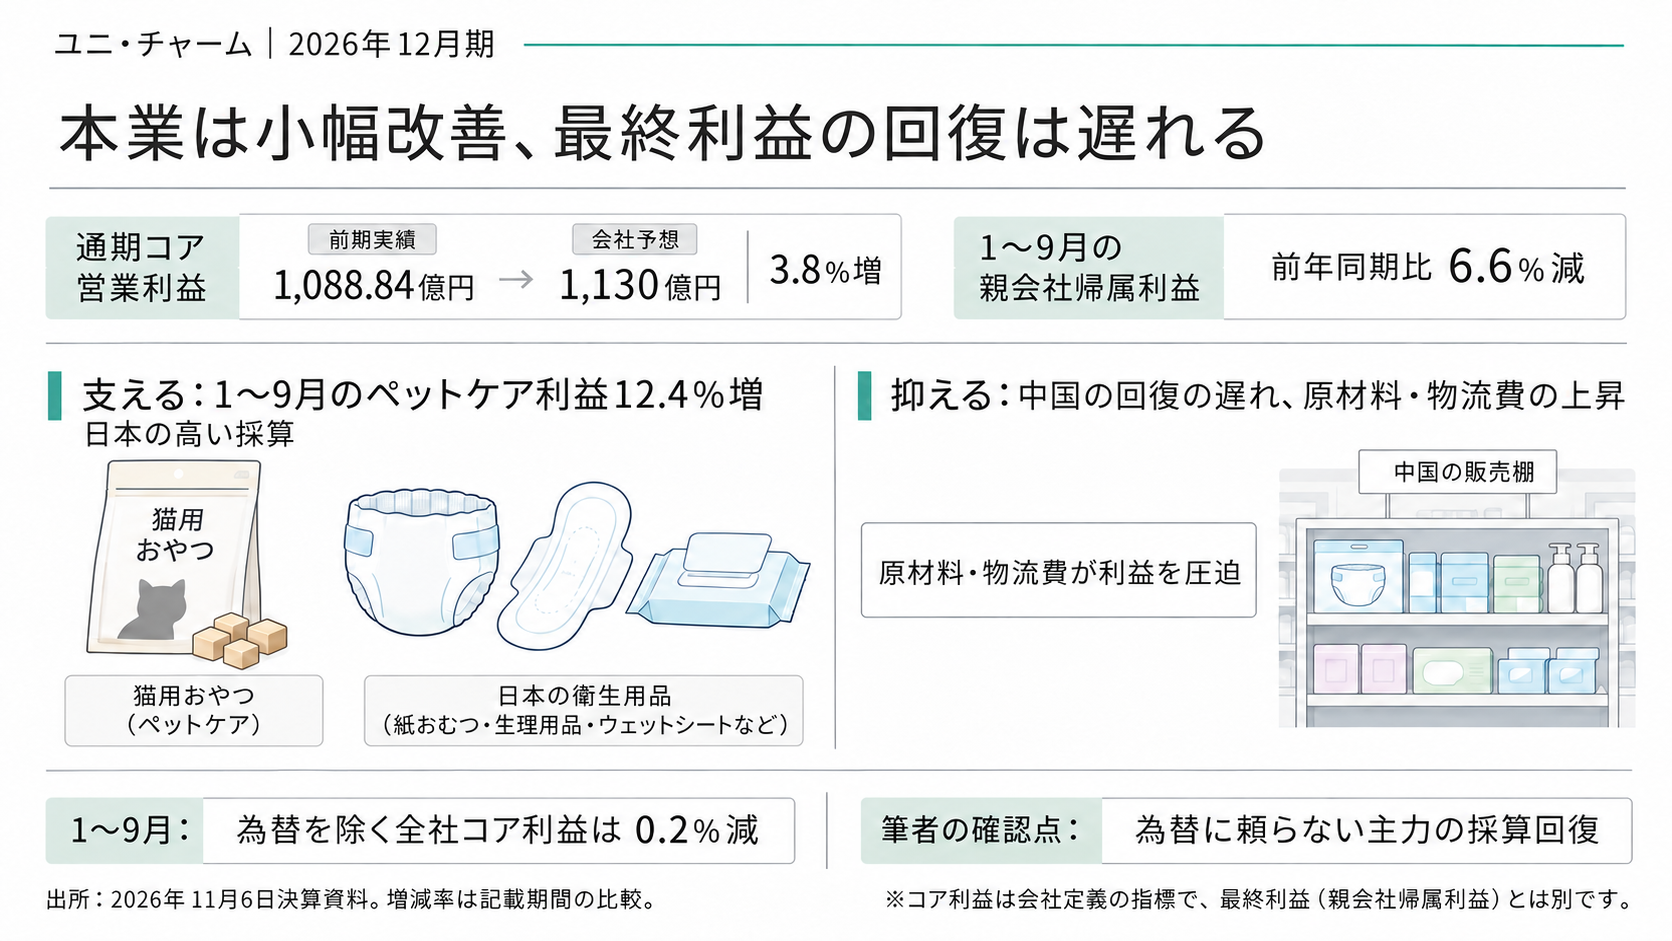 ユニ・チャーム｜2026年12月期
本業は小幅改善、最終利益の回復は遅れる
通期コア
営業利益
前期実績
1,088.84億円
→
会社予想
1,130億円
3.8%増
1〜9月の
親会社帰属利益
前年同期比 6.6%減
支える：1〜9月のペットケア利益12.4%増
日本の高い採算
猫用
おやつ
猫用おやつ
（ペットケア）
日本の衛生用品
（紙おむつ・生理用品・ウェットシートなど）
抑える：中国の回復の遅れ、原材料・物流費の上昇
原材料・物流費が利益を圧迫
中国の販売棚
1〜9月：
為替を除く全社コア利益は 0.2%減
筆者の確認点：
為替に頼らない主力の採算回復
出所：2026年11月6日決算資料。増減率は記載期間の比較。
※コア利益は会社定義の指標で、最終利益（親会社帰属利益）とは別です。